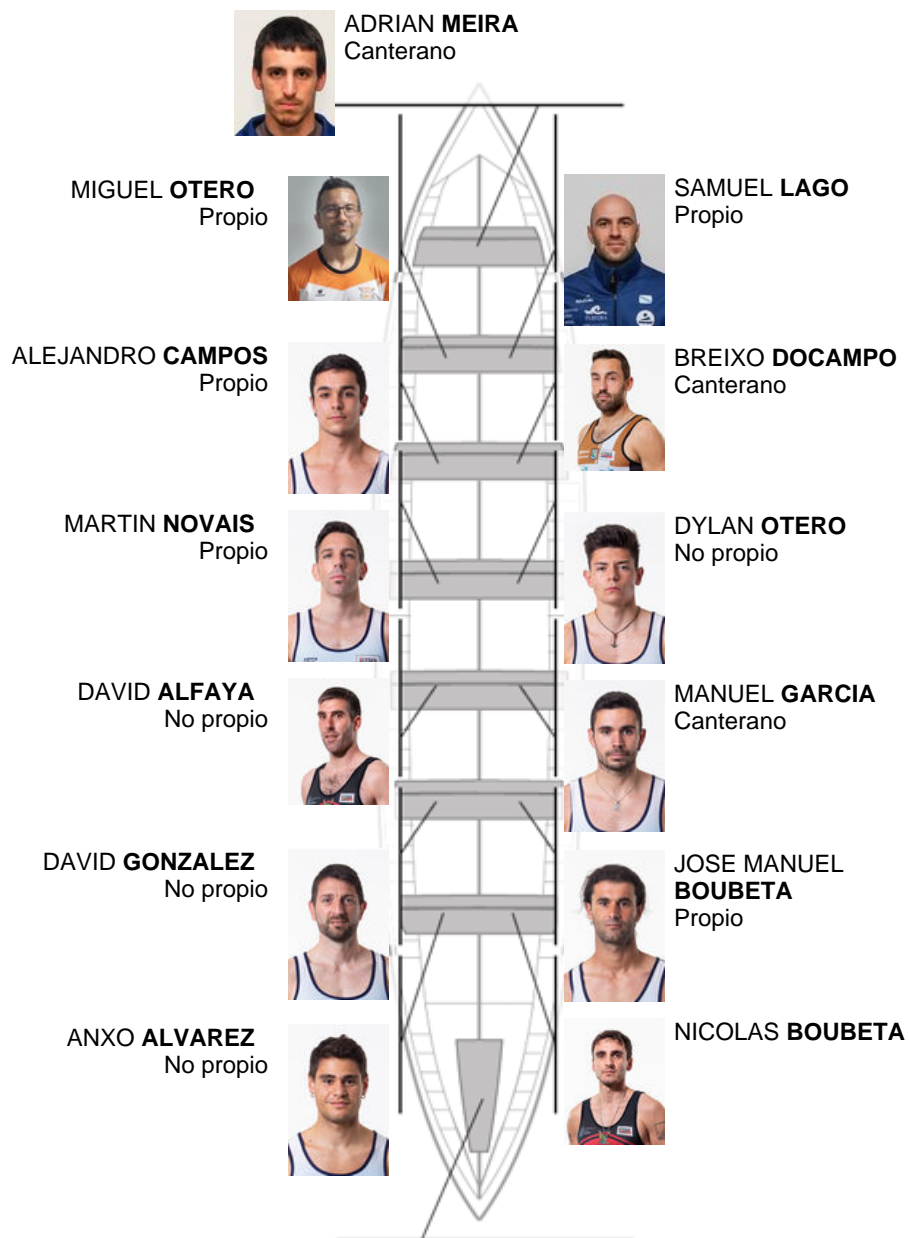 ADRIAN MEIRA
Canterano
MIGUEL OTERO
Propio
SAMUEL LAGO
Propio
ALEJANDRO CAMPOS
Propio
BREIXO DOCAMPO
Canterano
MARTIN NOVAIS
Propio
DYLAN OTERO
No propio
DAVID ALFAYA
No propio
MANUEL GARCIA
Canterano
DAVID GONZALEZ
No propio
JOSE MANUEL
BOUBETA
Propio
ANXO ALVAREZ
No propio
NICOLAS BOUBETA